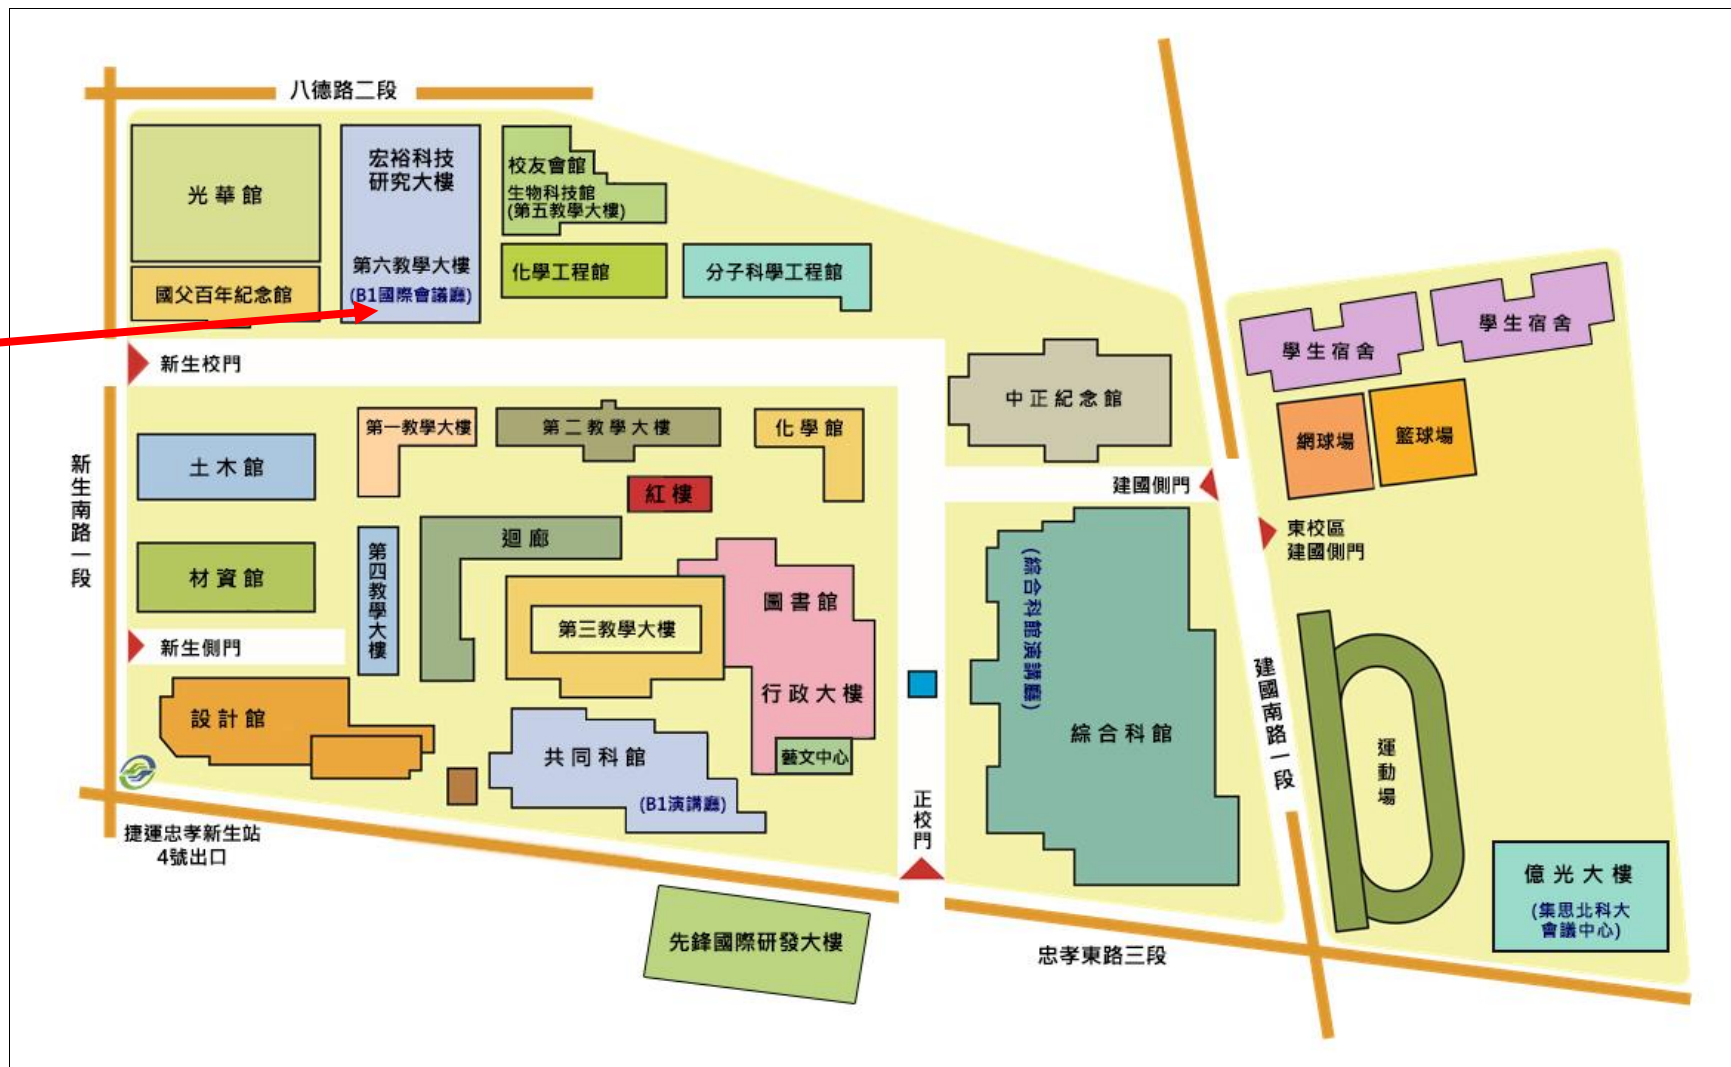 八德路二段
光華館
宏裕科技
研究大樓
校友會館
生物科技館
(第五教學大樓)
第六教學大樓
(B1國際會議廳)
國父百年紀念館
化學工程館
分子科學工程館
新生校門
學生宿舍
學生宿舍
中正紀念館
第一教學大樓
第二教學大樓
化學館
網球場
籃球場
土木館
新生南路一段
紅樓
建國側門
東校區
建國側門
迴廊
材資館
第四教學大樓
圖書館
(綜合科館演講廳)
第三教學大樓
新生側門
行政大樓
設計館
建國南路一段
綜合科館
運動場
共同科館
藝文中心
(B1演講廳)
正校門
捷運忠孝新生站
4號出口
億光大樓
(集思北科大
會議中心)
先鋒國際研發大樓
忠孝東路三段